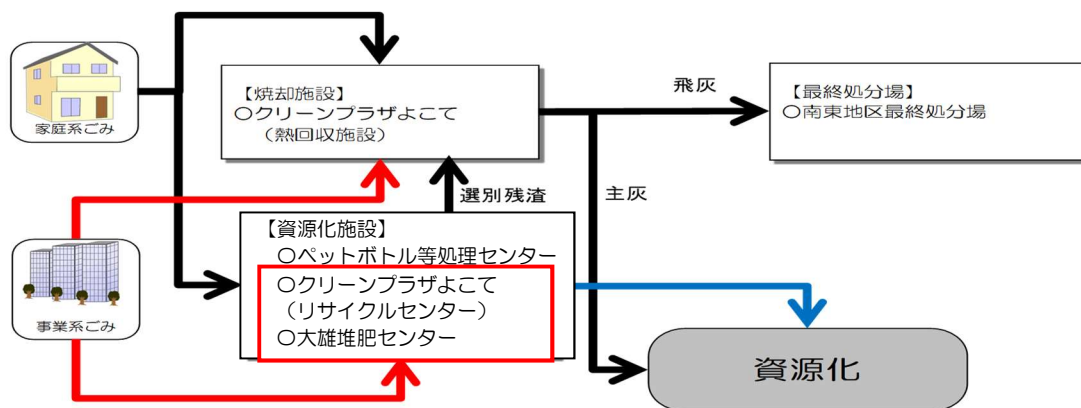 家庭系ごみ
【焼却施設】
〇クリーンプラザよこて
（熱回収施設）
飛灰
【最終処分場】
〇南東地区最終処分場
選別残渣
主灰
【資源化施設】
〇ペットボトル等処理センター
〇クリーンプラザよこて
（リサイクルセンター）
〇大雄堆肥センター
事業系ごみ
資源化